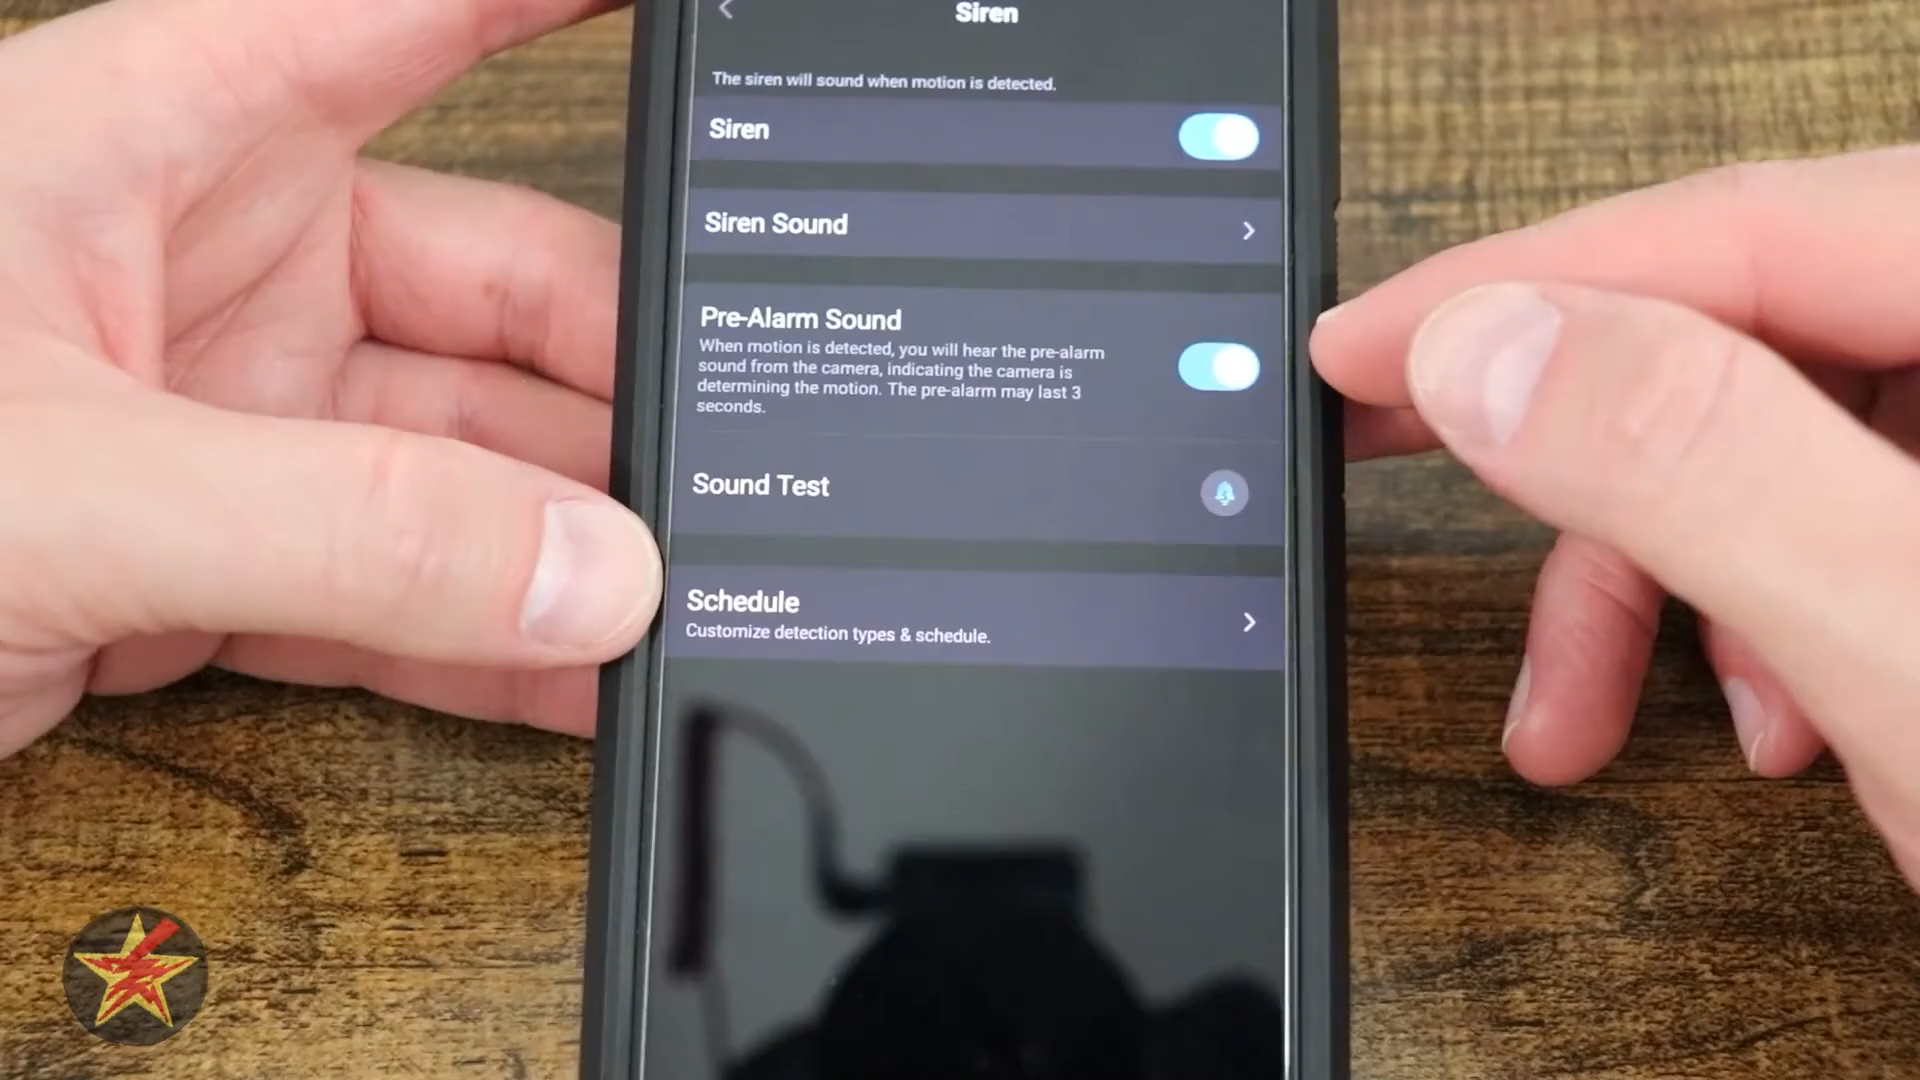 Siren
The siren will sound when motion is detected.
Siren
Siren Sound
Pre-Alarm Sound
When motion is detected, you will hear the pre-alarm
sound from the camera, indicating the camera is
determining the motion. The pre-alarm may last 3
seconds.
Sound Test
Schedule
Customize detection types & schedule.